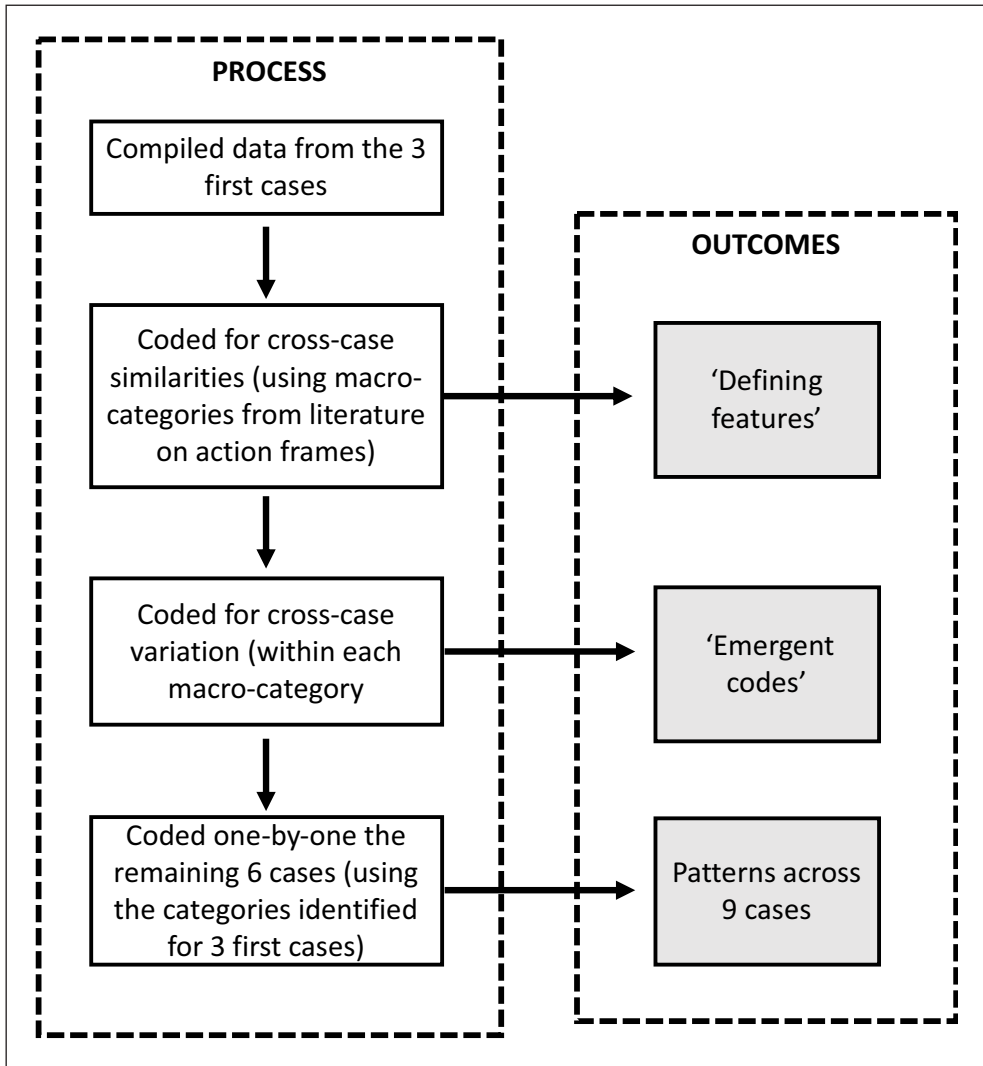 PROCESS
Compiled data from the 3
first cases
Coded for cross-case
similarities (using macro-
categories from literature
on action frames)
Coded for cross-case
variation (within each
macro-category
Coded one-by-one the
remaining 6 cases (using
the categories identified
for 3 first cases)
OUTCOMES
‘Defining
features’
‘Emergent
codes’
Patterns across
9 cases